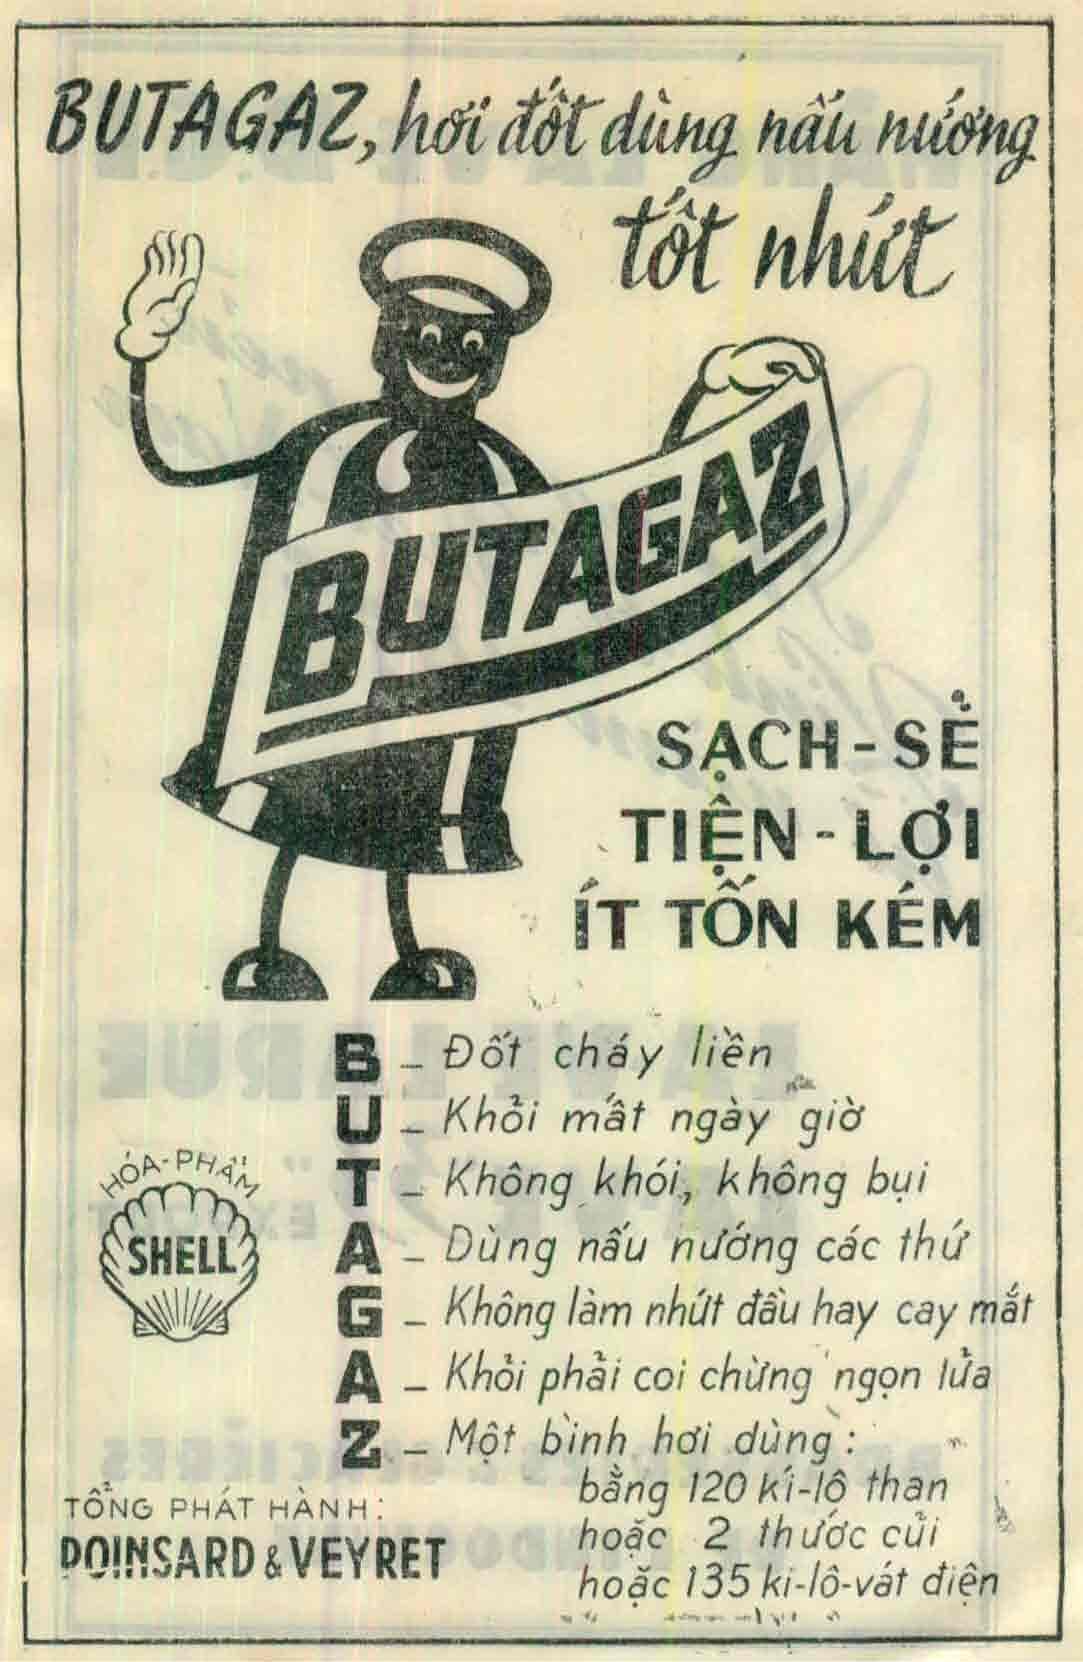 BUTAGAZ, hơi đốt dùng nấu nướng
tốt nhứt
BUTAGAZ
SẠCH-SẼ
TIỆN-LỢI
ÍT TỐN KÉM
B - Đốt cháy liền
U - Khỏi mất ngày giờ
T - Không khói, không bụi
A - Dùng nấu nướng các thứ
G - Không làm nhứt đầu hay cay mắt
A - Khỏi phải coi chừng ngọn lửa
Z - Một bình hơi dùng:
bằng 120 kí-lô than
hoặc 2 thước củi
hoặc 135 ki-lô-vát điện
HÓA-PHẨM
SHELL
TỔNG PHÁT HÀNH:
POINSARD & VEYRET